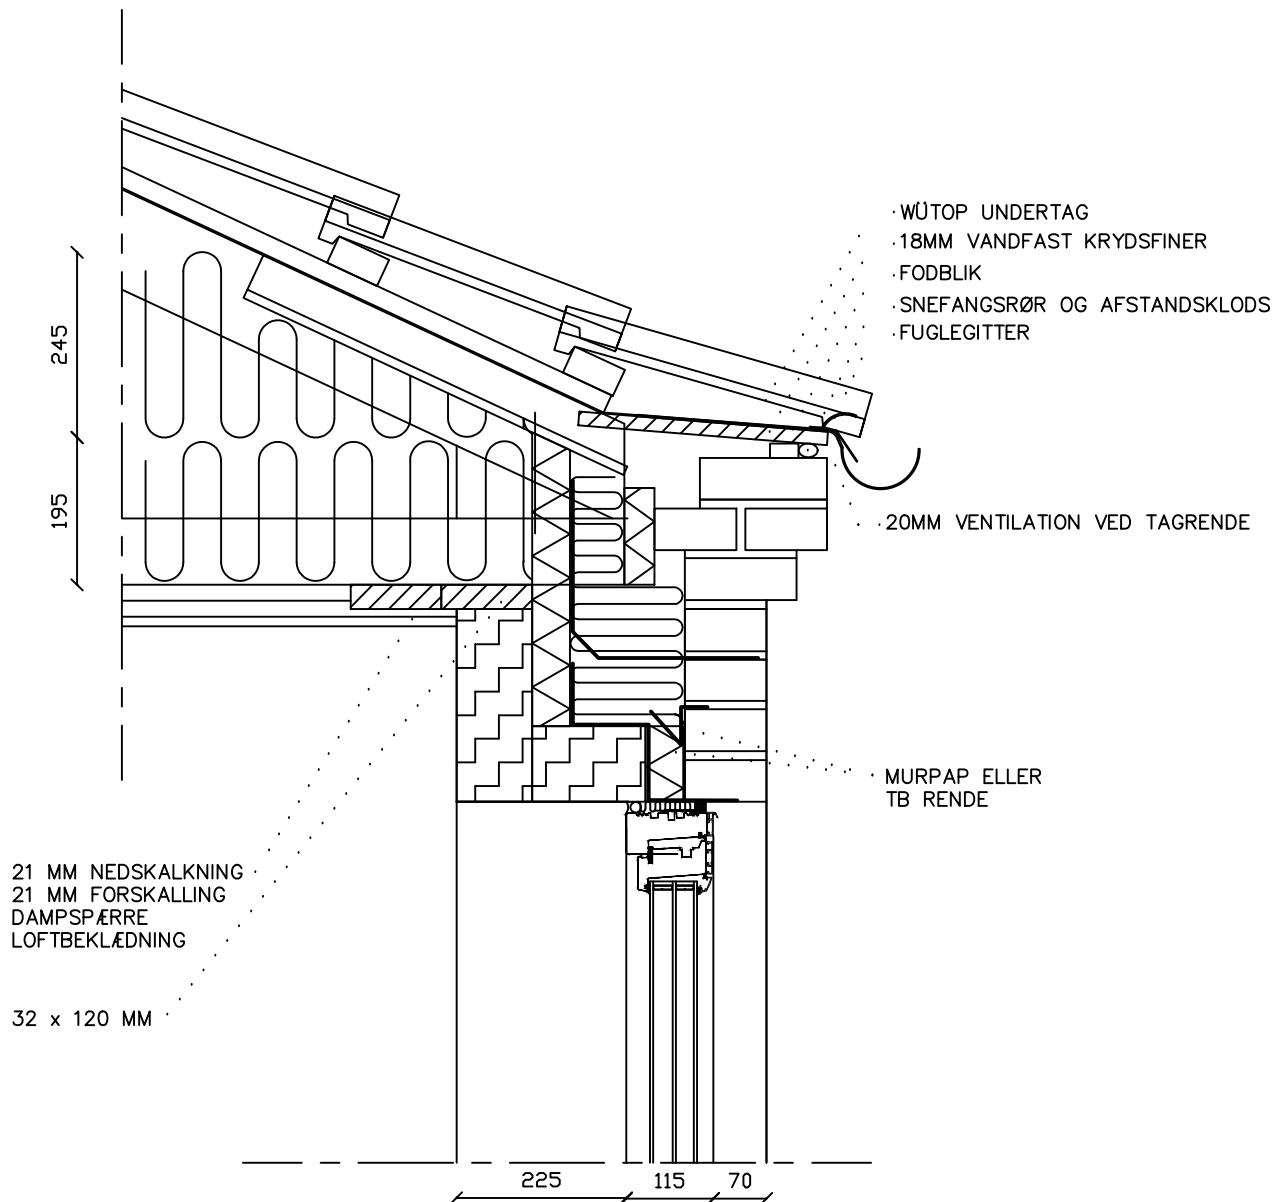 WÜTOP UNDERTAG
18MM VANDFAST KRYDSFINER
FODBLIK
SNEFANGSRØR OG AFSTANDSKLODS
FUGLEGITTER
245
195
20MM VENTILATION VED TAGRENDE
MURPAP ELLER
TB RENDE
21 MM NEDSKALKNING
21 MM FORSKALLING
DAMPSPÆRRE
LOFTBEKLÆDNING
32 x 120 MM
225
115
70